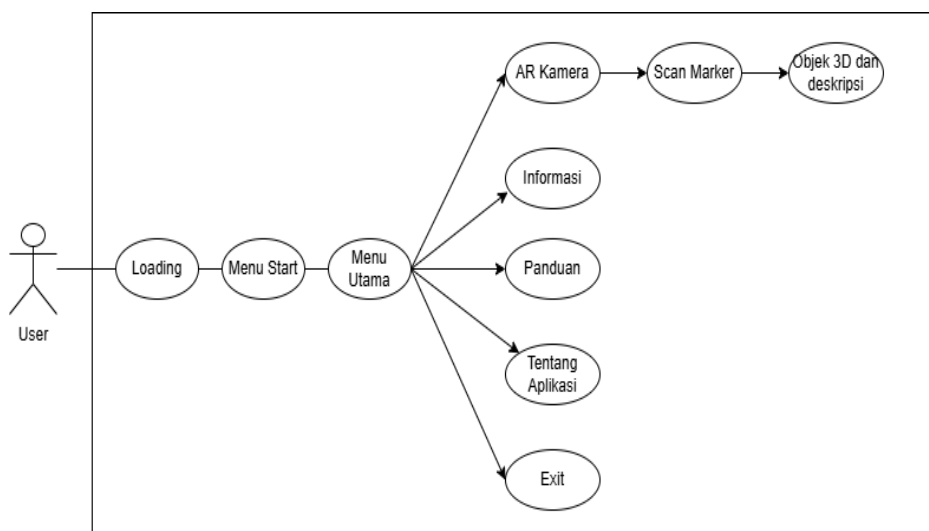 AR Kamera
Scan Marker
Objek 3D dan
deskripsi
Informasi
User
Loading
Menu Start
Menu
Utama
Panduan
Tentang
Aplikasi
Exit